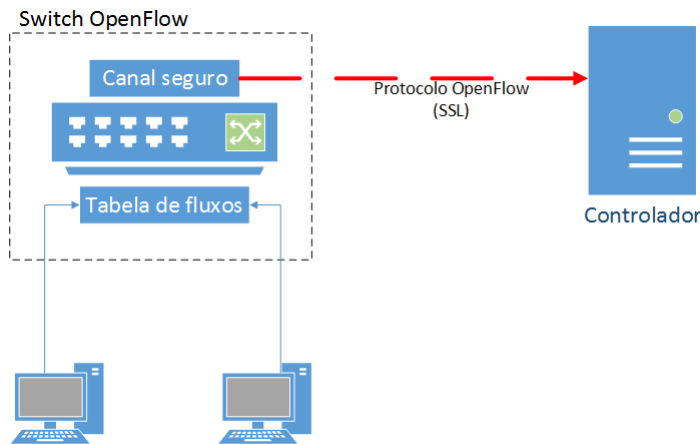 Switch OpenFlow
Canal seguro
Protocolo OpenFlow
(SSL)
Tabela de fluxos
Controlador